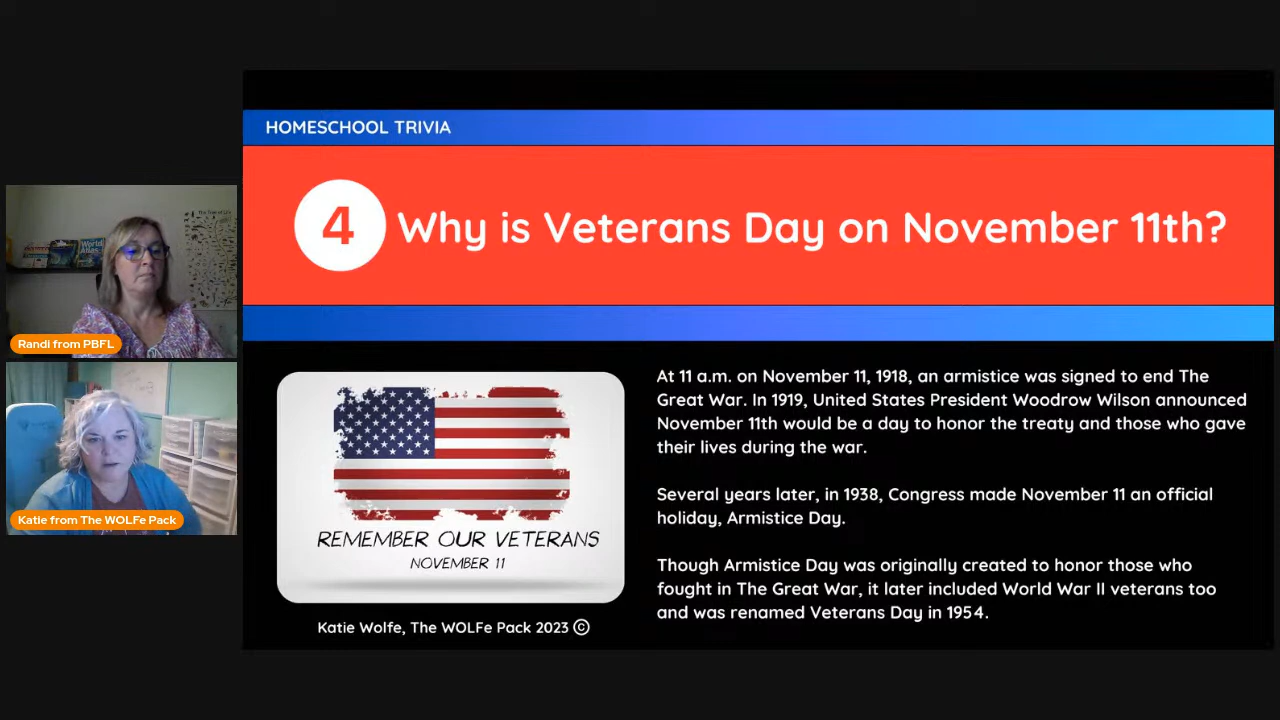 HOMESCHOOL TRIVIA
4 Why is Veterans Day on November 11th?
World
Atlas
Randi from PBFL
Katie from The WOLFe Pack
REMEMBER OUR VETERANS
NOVEMBER 11
Katie Wolfe, The WOLFe Pack 2023 ©
At 11 a.m. on November 11, 1918, an armistice was signed to end The
Great War. In 1919, United States President Woodrow Wilson announced
November 11th would be a day to honor the treaty and those who gave
their lives during the war.
Several years later, in 1938, Congress made November 11 an official
holiday, Armistice Day.
Though Armistice Day was originally created to honor those who
fought in The Great War, it later included World War II veterans too
and was renamed Veterans Day in 1954.